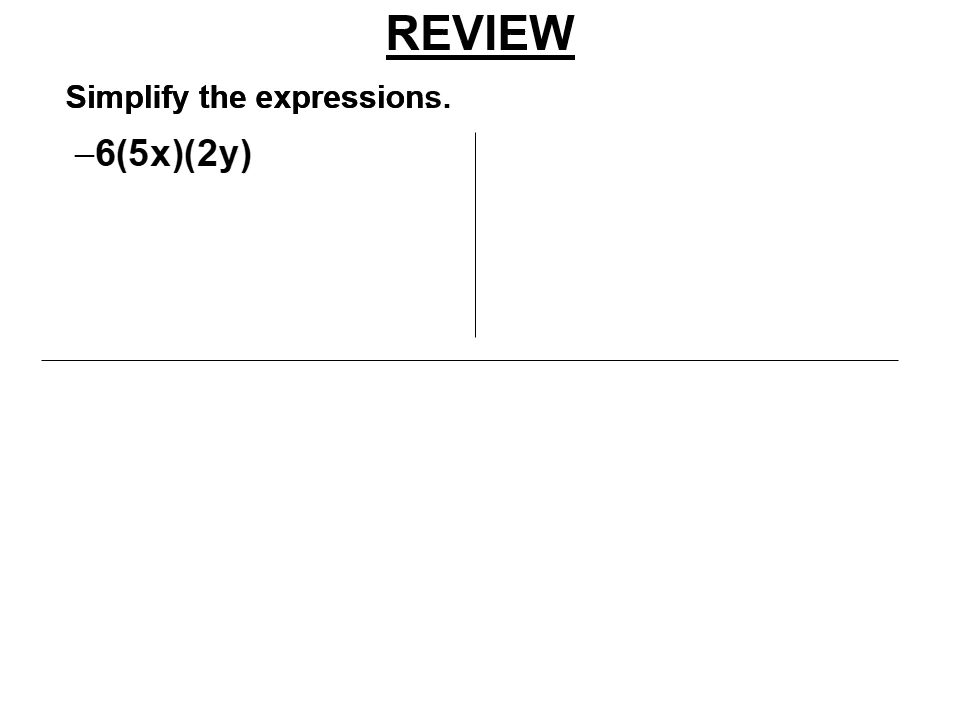 REVIEW
Simplify the expressions.
–6(5x)(2y)